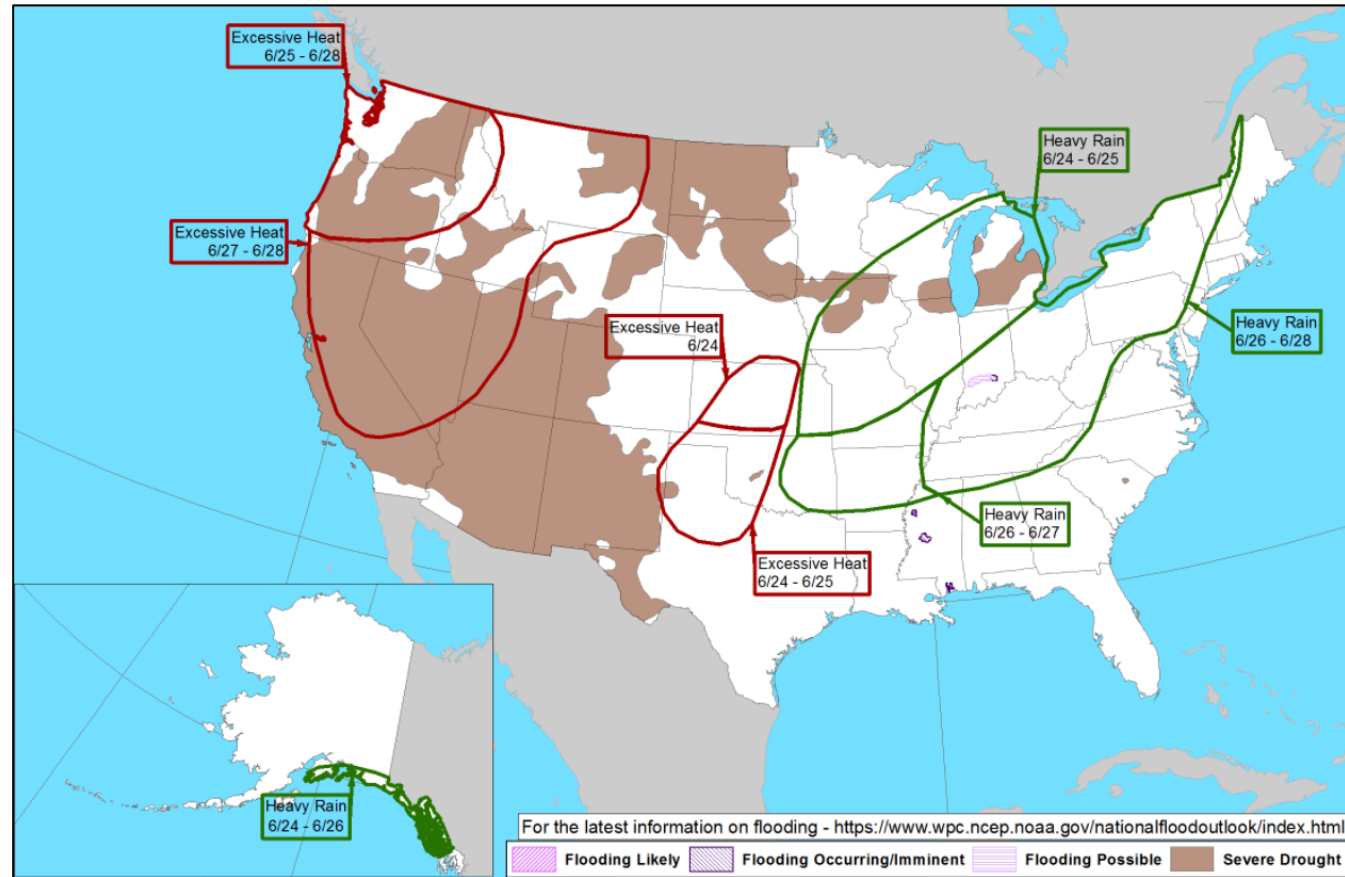 Excessive Heat
6/25 - 6/28
Heavy Rain
6/24 - 6/25
Excessive Heat
6/27 - 6/28
Excessive Heat
6/24
Heavy Rain
6/26 - 6/28
Heavy Rain
6/26 - 6/27
Excessive Heat
6/24 - 6/25
Heavy Rain
6/24 - 6/26
For the latest information on flooding - https://www.wpc.ncep.noaa.gov/nationalfloodoutlook/index.html
Flooding Likely Flooding Occurring/Imminent Flooding Possible Severe Drought